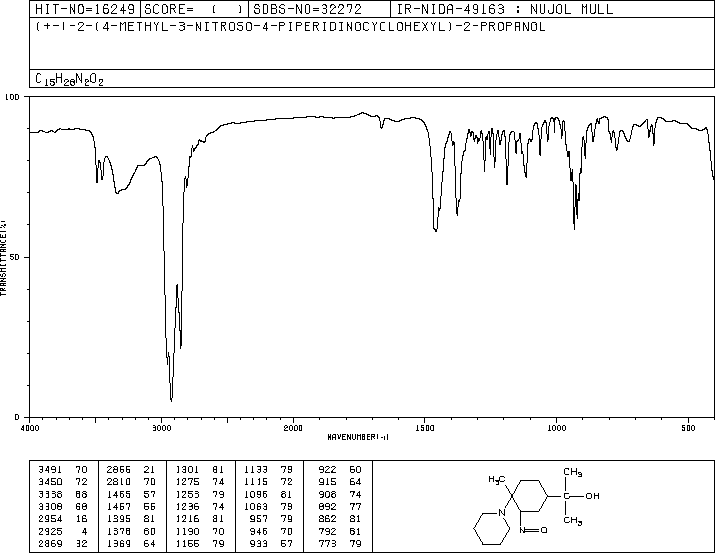 HIT-NO=16249 SCORE= ( ) SDBS-NO=32272 IR-NIDA-49163 : NUJOL MULL
(+-)-2-(4-METHYL-3-NITROSO-4-PIPERIDINOCYCLOHEXYL)-2-PROPANOL
C15H28N2O2
100
50
0
TRANSMITTANCE(%)
4000 3000 2000 1500 1000 500
WAVENUMBER(-1)
3491 70 2866 21 1301 81 1133 79 922 60
3450 72 2810 70 1275 74 1115 72 915 64
3338 68 1465 57 1253 79 1096 81 908 74
3308 68 1457 55 1236 74 1063 79 892 77
2954 16 1395 81 1216 81 957 79 862 81
2925 4 1378 60 1190 70 946 70 792 81
2869 32 1369 64 1155 79 933 57 773 79
H3C
CH3
C
OH
CH3
N
N
O